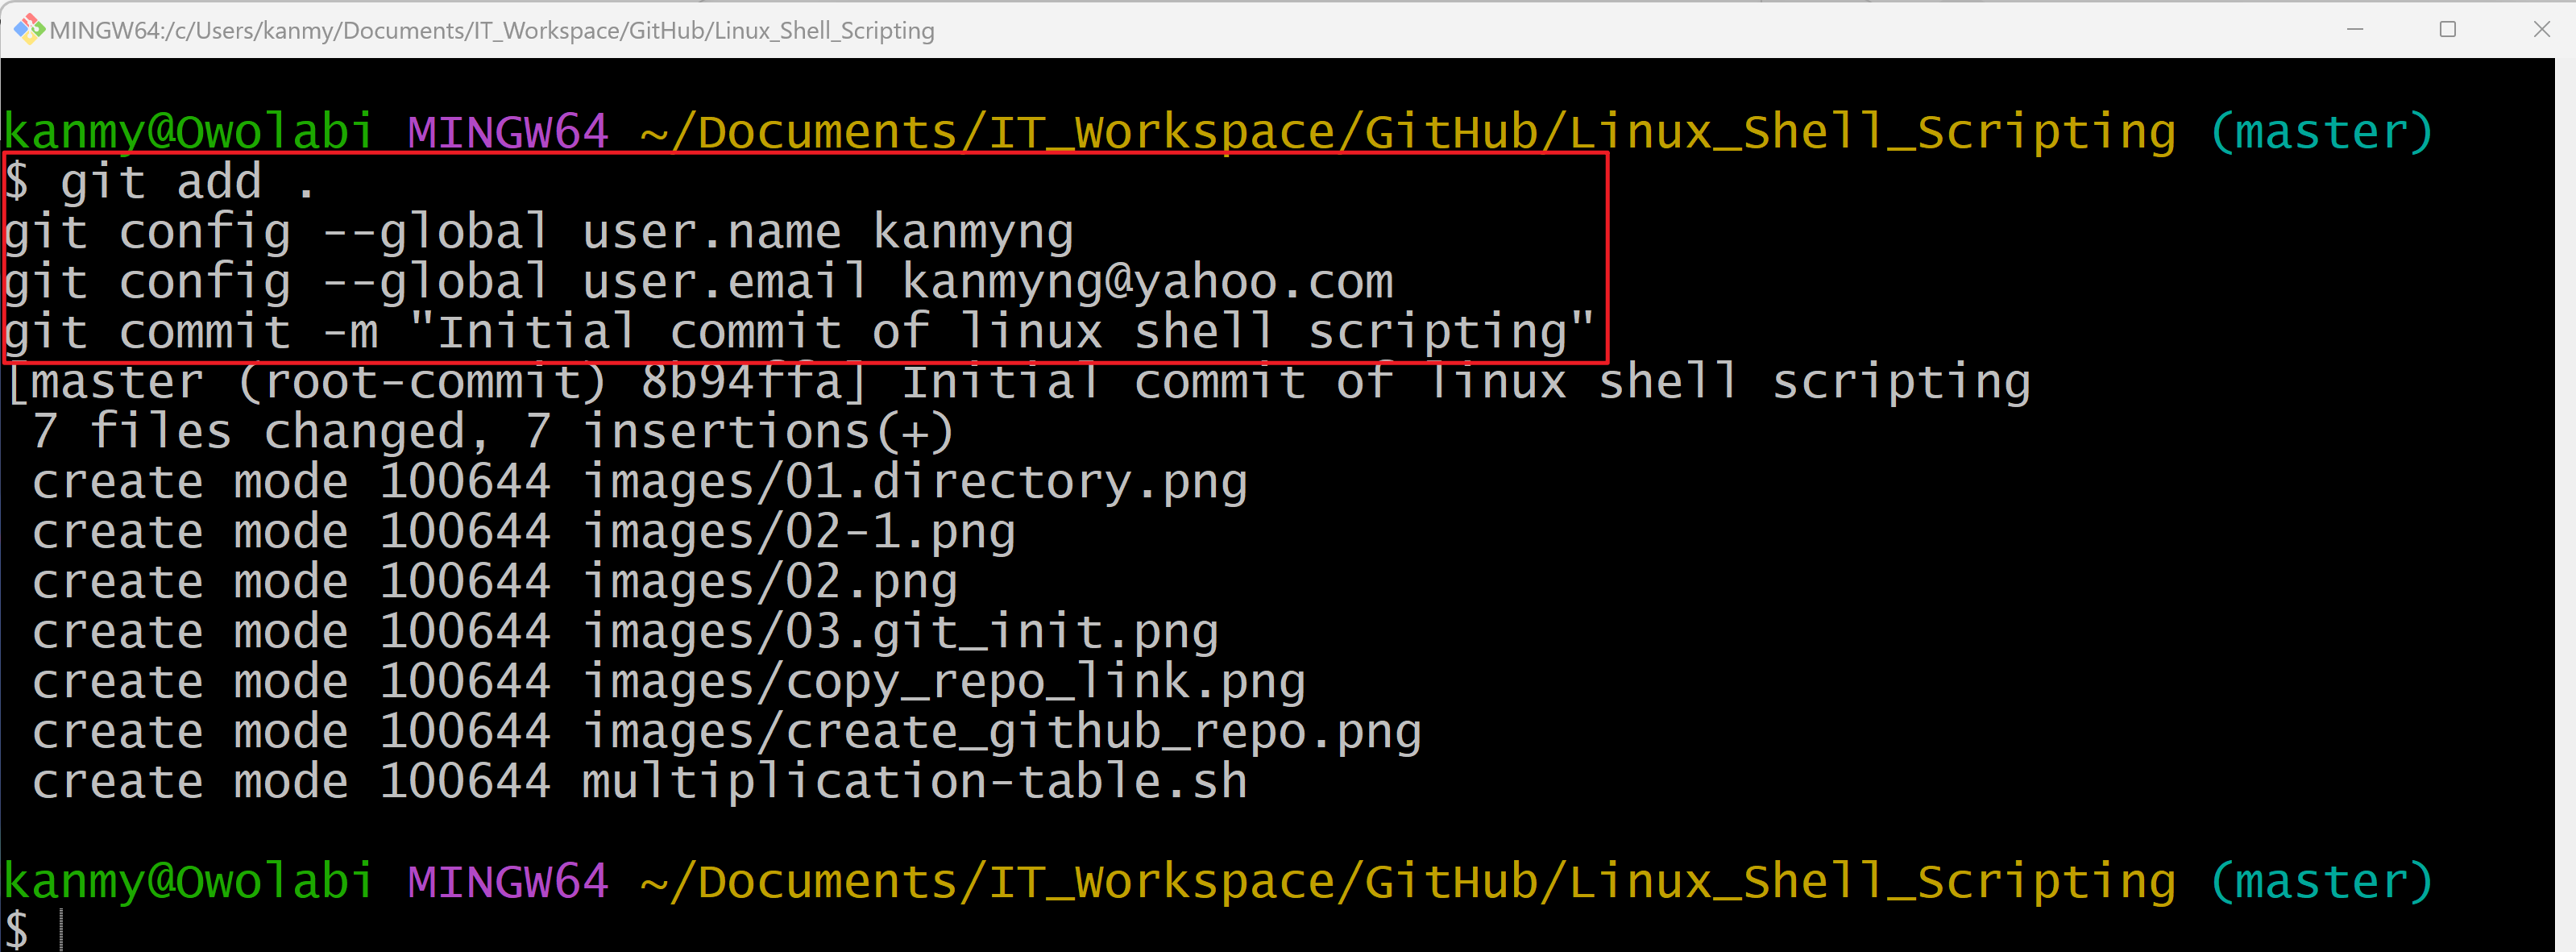 MINGW64:/c/Users/kanmy/Documents/IT_Workspace/GitHub/Linux_Shell_Scripting
kanmy@Owolabi MINGW64 ~/Documents/IT_Workspace/GitHub/Linux_Shell_Scripting (master)
$ git add .
git config --global user.name kanmyng
git config --global user.email kanmyng@yahoo.com
git commit -m "Initial commit of linux shell scripting"
[master (root-commit) 8b94ffa] Initial commit of linux shell scripting
 7 files changed, 7 insertions(+)
 create mode 100644 images/01.directory.png
 create mode 100644 images/02-1.png
 create mode 100644 images/02.png
 create mode 100644 images/03.git_init.png
 create mode 100644 images/copy_repo_link.png
 create mode 100644 images/create_github_repo.png
 create mode 100644 multiplication-table.sh
kanmy@Owolabi MINGW64 ~/Documents/IT_Workspace/GitHub/Linux_Shell_Scripting (master)
$